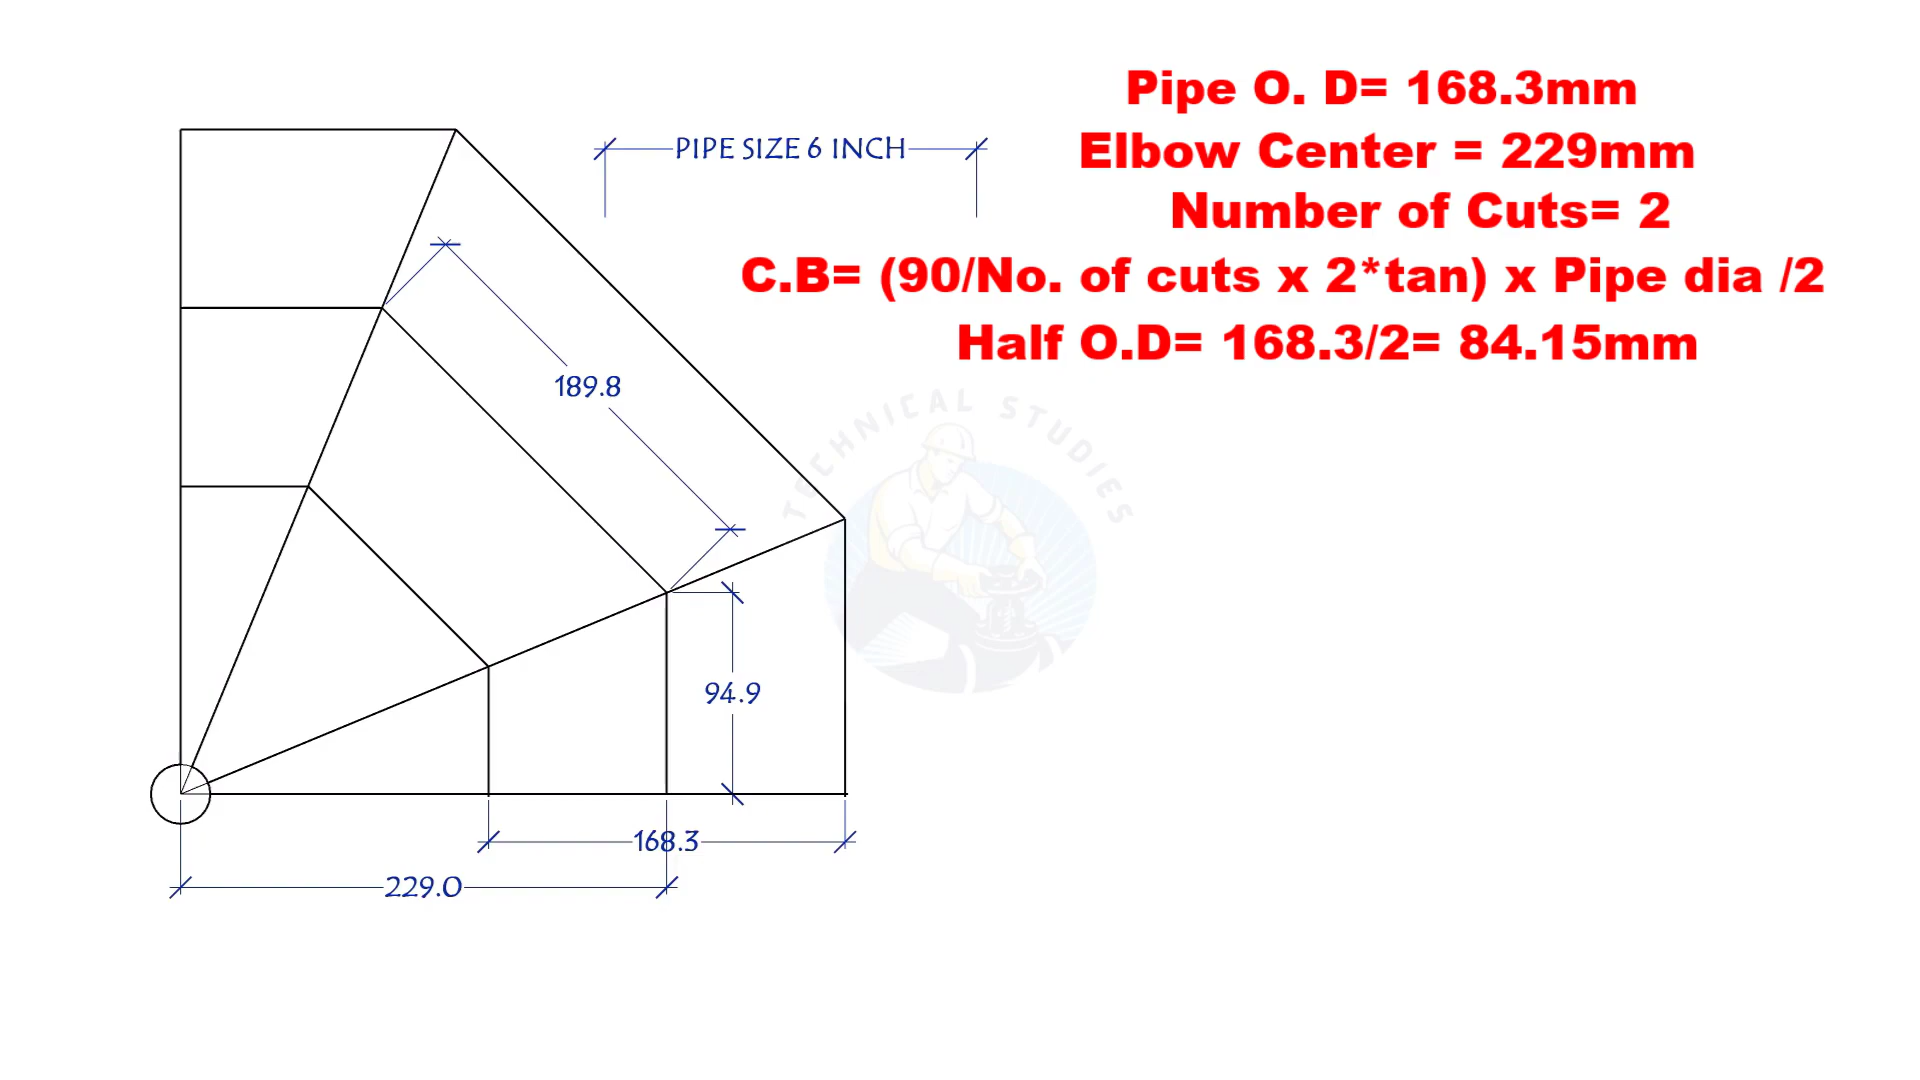 Pipe O. D= 168.3mm
PIPE SIZE 6 INCH
Elbow Center = 229mm
Number of Cuts= 2
C.B= (90/No. of cuts x 2*tan) x Pipe dia /2
Half O.D= 168.3/2= 84.15mm
189.8
TECHNICAL STUDIES
94.9
168.3
229.0